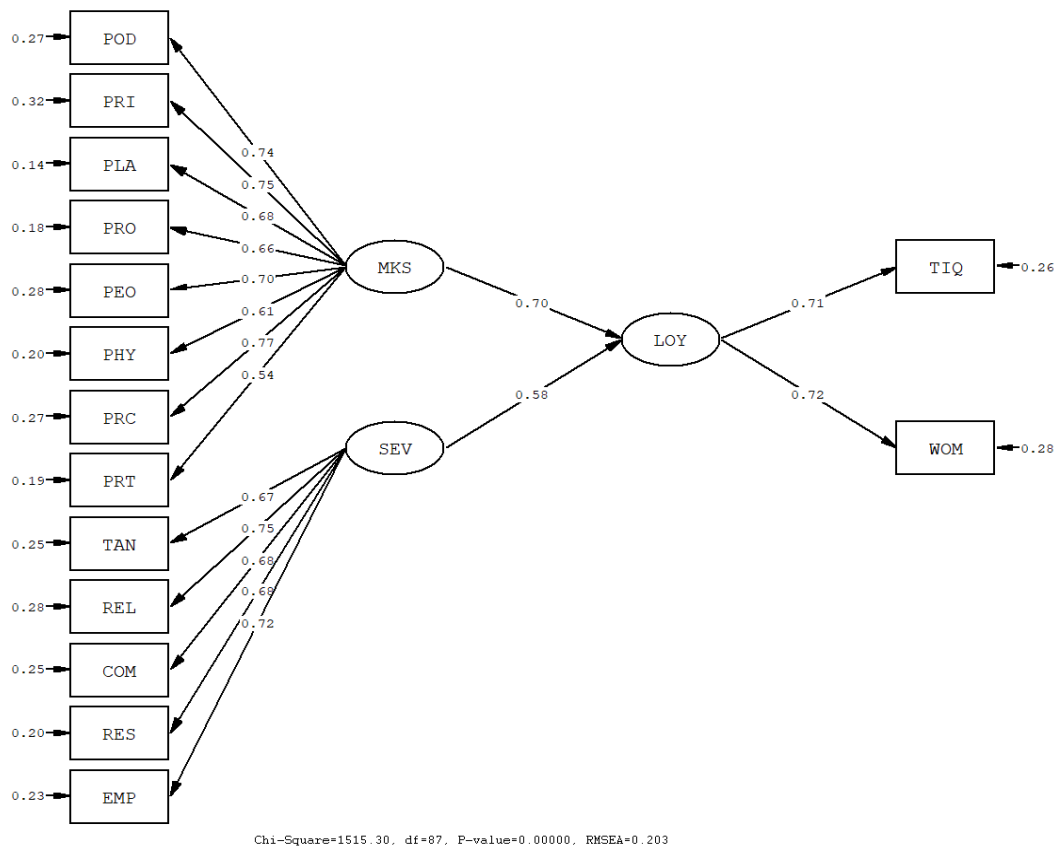 0.27 POD
0.32 PRI
0.14 PLA
0.18 PRO
0.28 PEO
0.20 PHY
0.27 PRC
0.19 PRT
0.25 TAN
0.28 REL
0.25 COM
0.20 RES
0.23 EMP
0.74
0.75
0.68
0.66
0.70
0.61
0.77
0.54
0.67
0.75
0.68
0.68
0.72
MKS
SEV
0.70
0.58
LOY
0.71
0.72
TIQ 0.26
WOM 0.28
Chi-Square=1515.30, df=87, P-value=0.00000, RMSEA=0.203